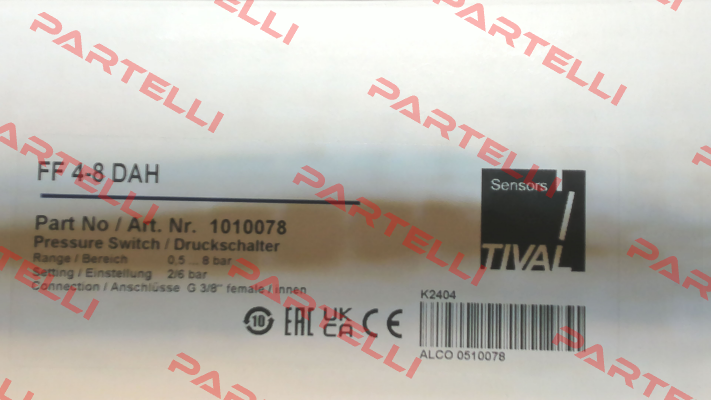 PARTELLI
PARTELLI
PARTELLI
PARTELLI
FF 4-8 DAH
Sensors
TIVAL
Part No / Art. Nr. 1010078
Pressure Switch / Druckschalter
Range / Bereich 0,5 ... 8 bar
Setting / Einstellung 2/6 bar
Connection / Anschlüsse G 3/8" female / innen
10 EAC UK CA CE
K2404
ALCO 0510078
PARTELLI
PARTELLI
PARTELLI
PARTELLI
PARTELLI